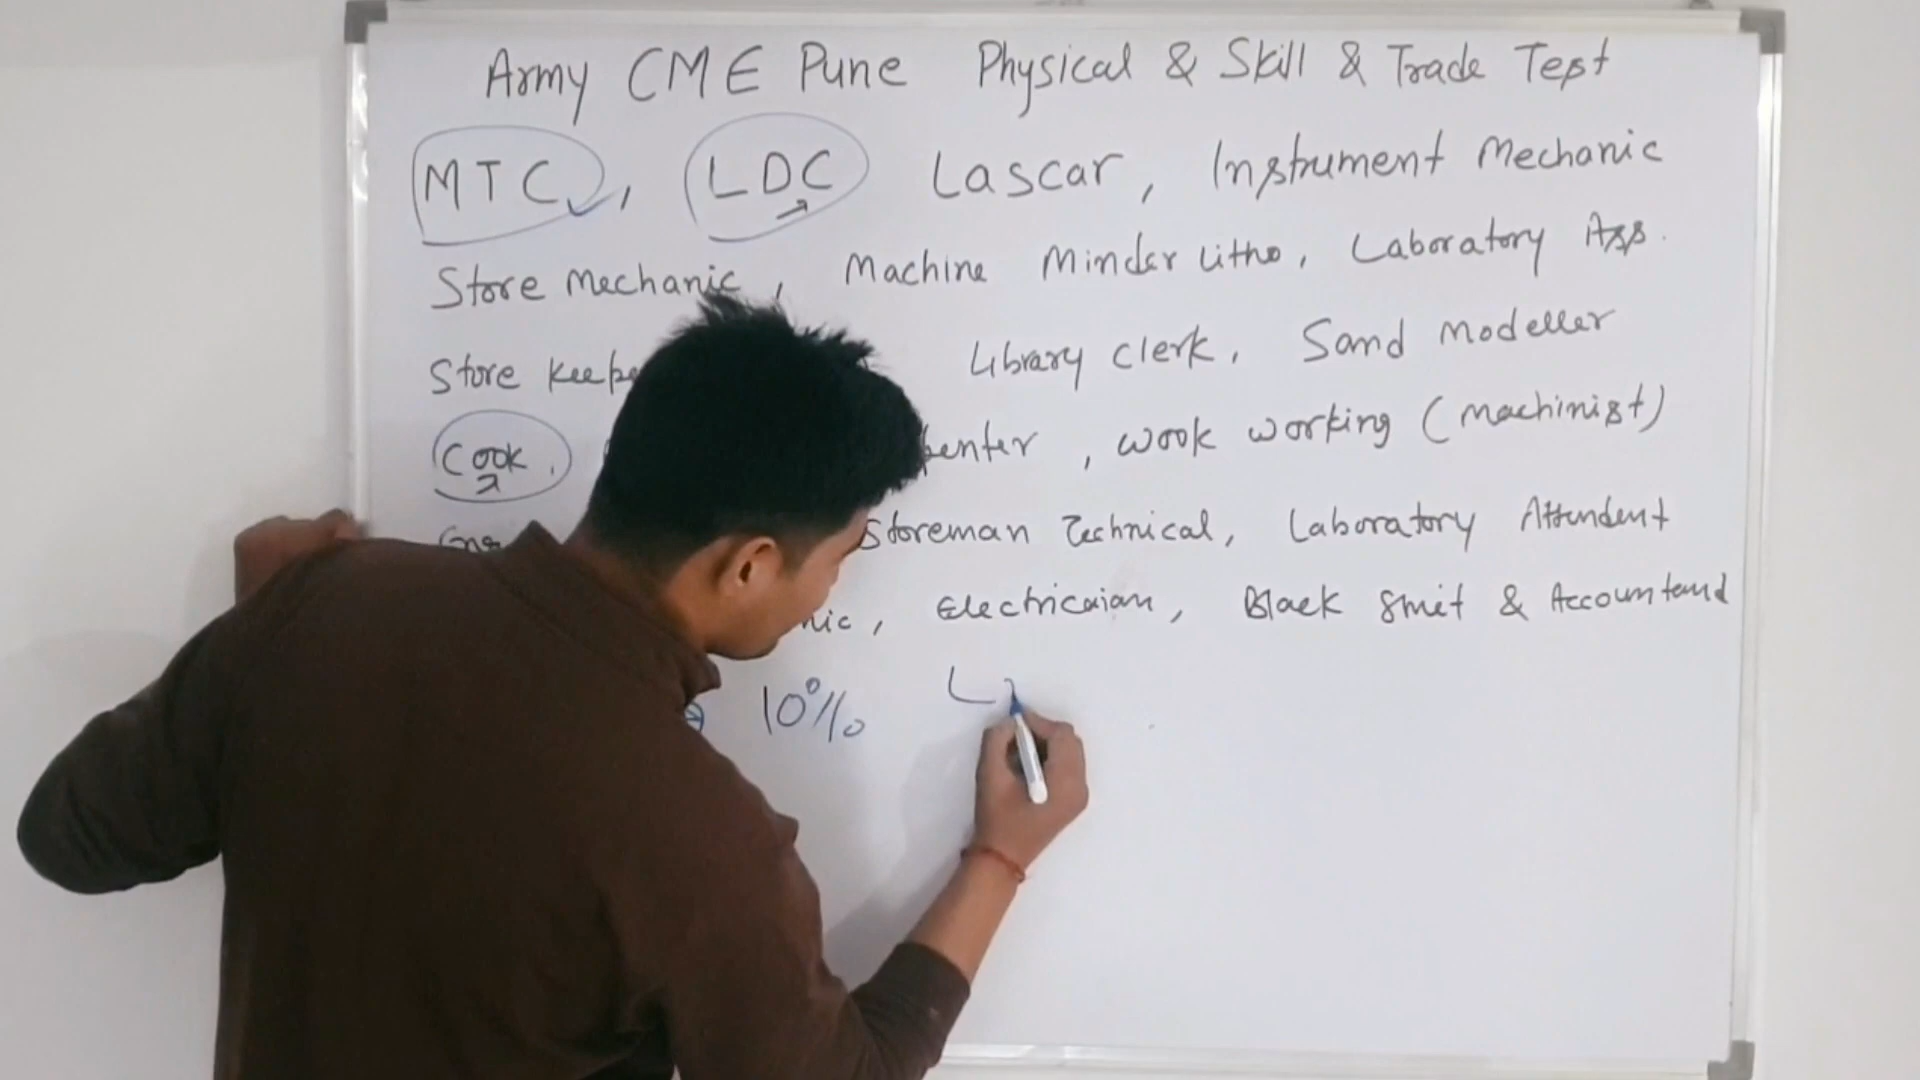 Army CME Pune Physical & Skill & Trade Test
MTC, LDC Lascar, Instrument Mechanic
Store Mechanic, Machine Minder Litho, Laboratory Ass.
Store Keepe Library Clerk, Sand Modeller
Cook, penter, Wook Working (Machinist)
Storeman Technical, Laboratory Attendent
nic, Electricaian, Black Smit & Accountand
10% L